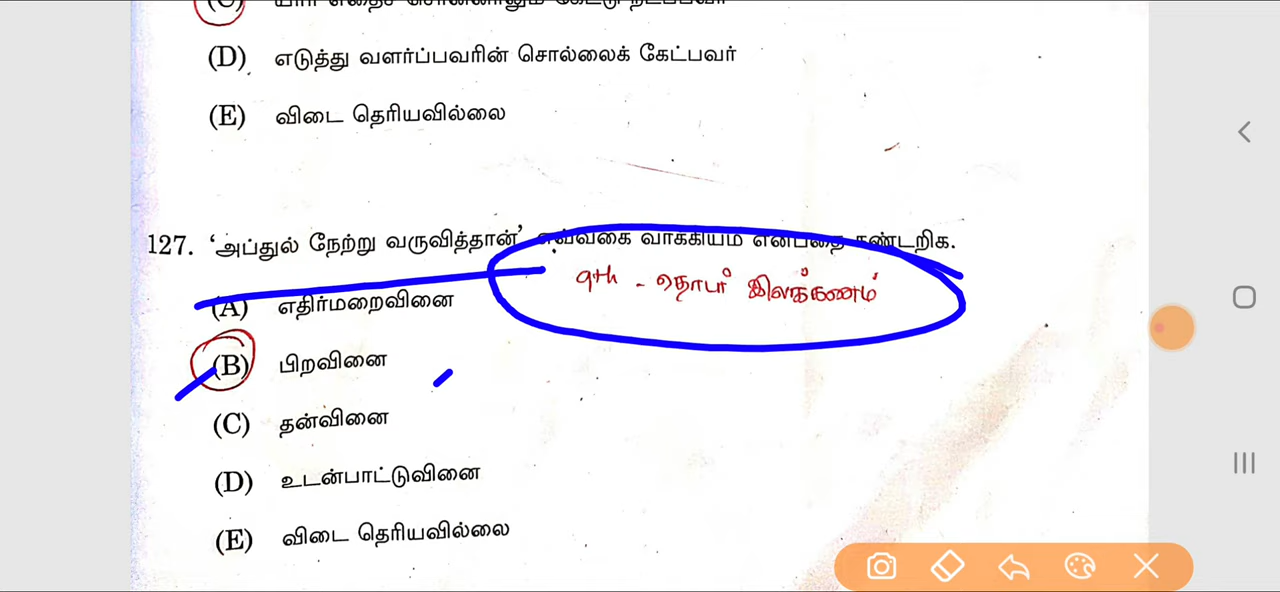 (D) எடுத்து வளர்ப்பவரின் சொல்லைக் கேட்பவர்
(E) விடை தெரியவில்லை
127. 'அப்துல் நேற்று வருவித்தான்' எவ்வகை வாக்கியம் என்பதை கண்டறிக.
9th - தொடர் இலக்கணம்
(A) எதிர்மறைவினை
(B) பிறவினை
(C) தன்வினை
(D) உடன்பாட்டுவினை
(E) விடை தெரியவில்லை